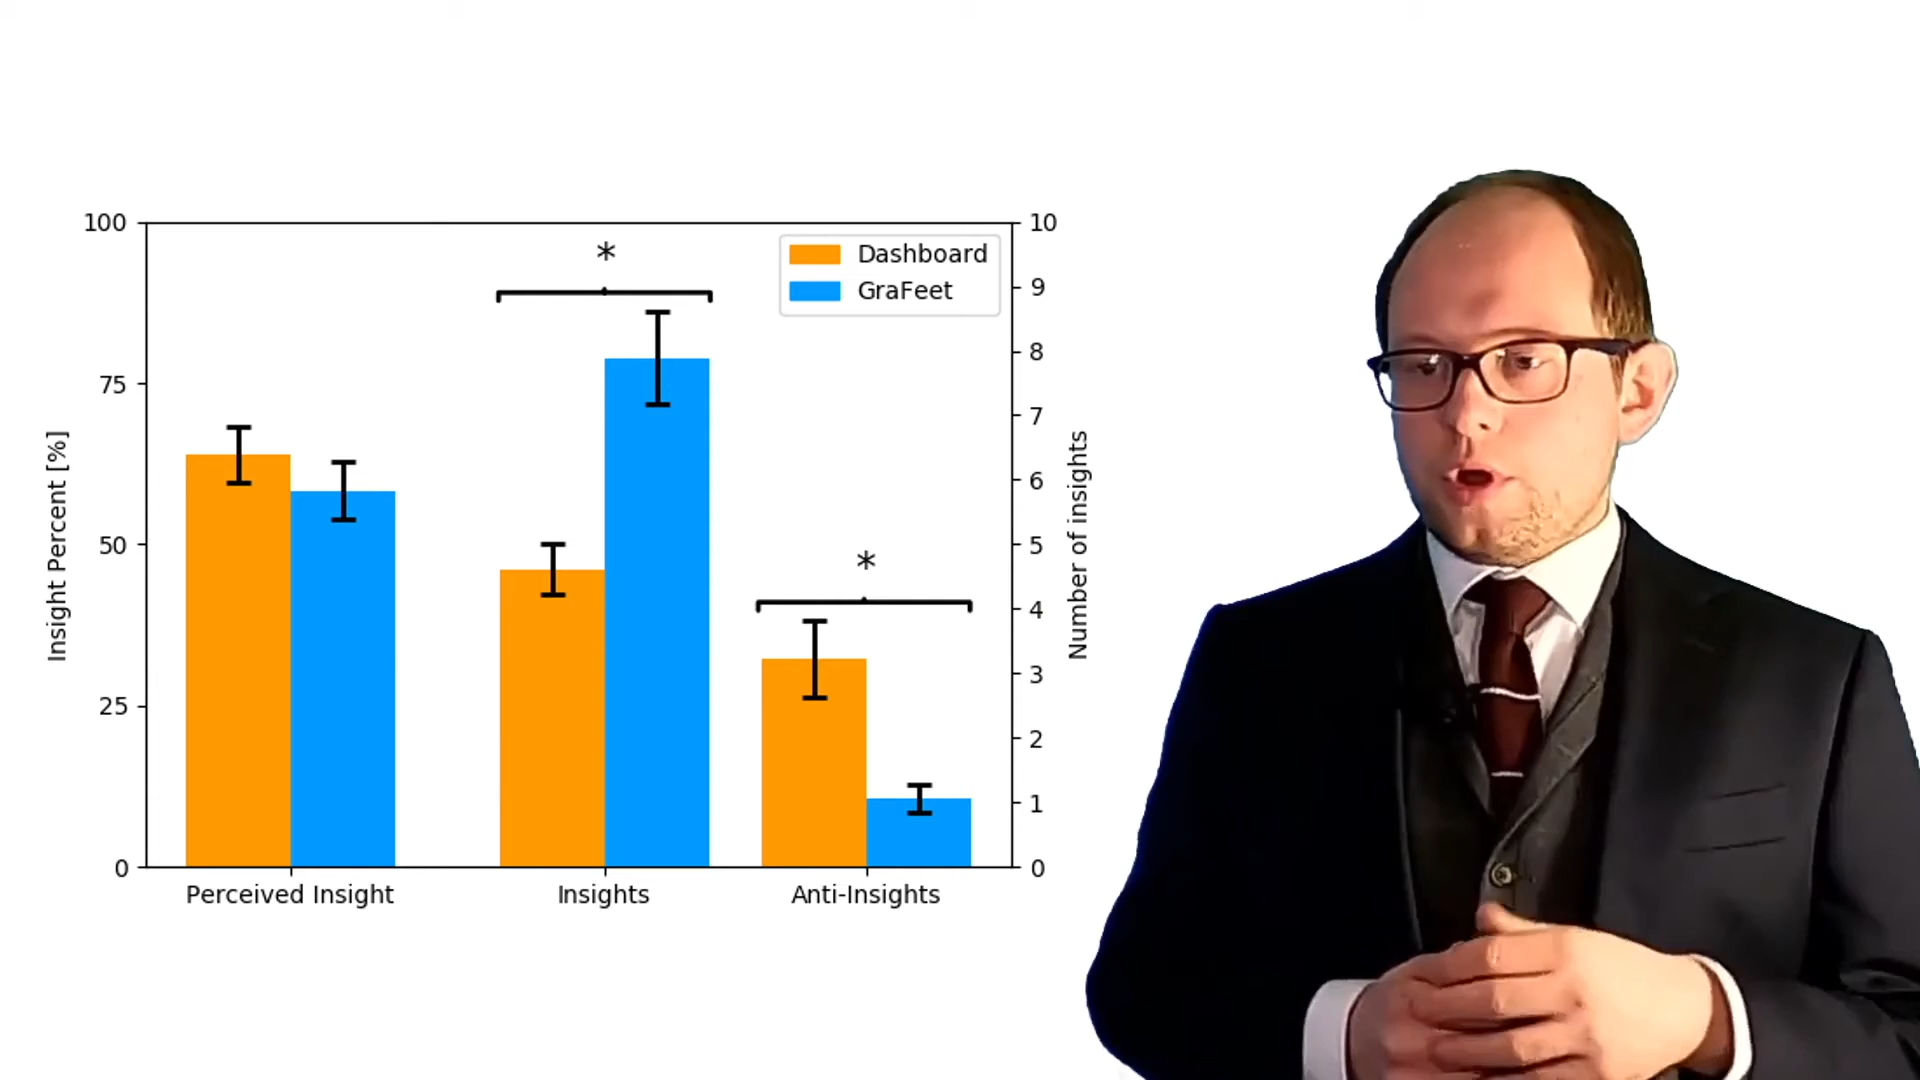 100
75
50
25
0
Insight Percent [%]
*
*
Dashboard
GraFeet
10
9
8
7
6
5
4
3
2
1
0
Number of insights
Perceived Insight
Insights
Anti-Insights